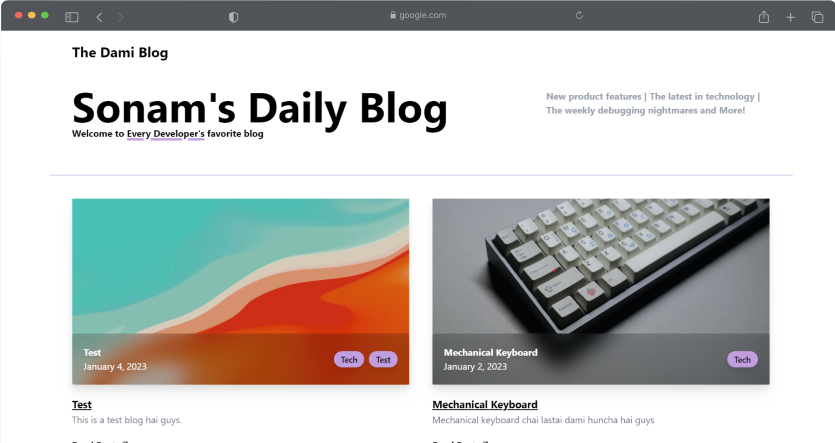 google.com
The Dami Blog
Sonam's Daily Blog
Welcome to Every Developer's favorite blog
New product features | The latest in technology |
The weekly debugging nightmares and More!
Test
January 4, 2023
Tech
Test
Mechanical Keyboard
January 2, 2023
Tech
Test
This is a test blog hai guys.
Mechanical Keyboard
Mechanical keyboard chai lastai dami huncha hai guys